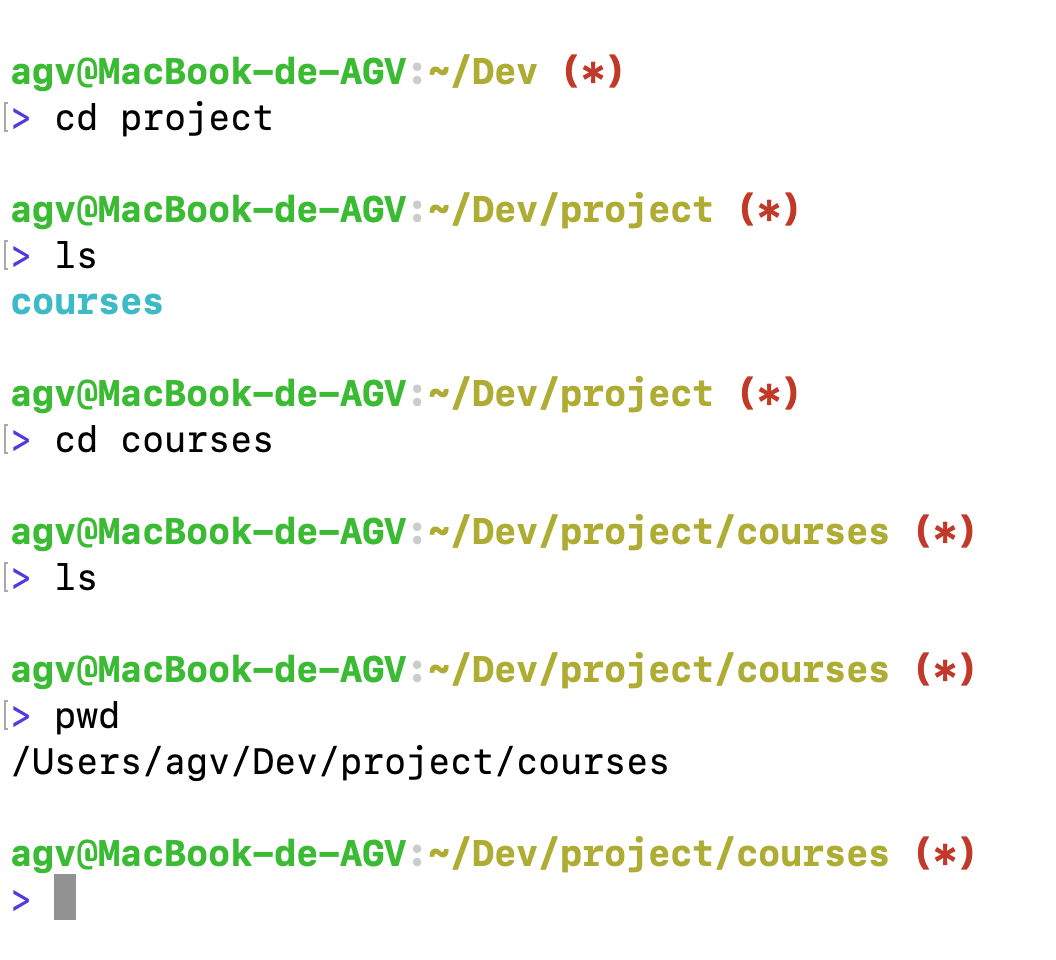 agv@MacBook-de-AGV:~/Dev (*)
> cd project
agv@MacBook-de-AGV:~/Dev/project (*)
> ls
courses
agv@MacBook-de-AGV:~/Dev/project (*)
> cd courses
agv@MacBook-de-AGV:~/Dev/project/courses (*)
> ls
agv@MacBook-de-AGV:~/Dev/project/courses (*)
> pwd
/Users/agv/Dev/project/courses
agv@MacBook-de-AGV:~/Dev/project/courses (*)
>